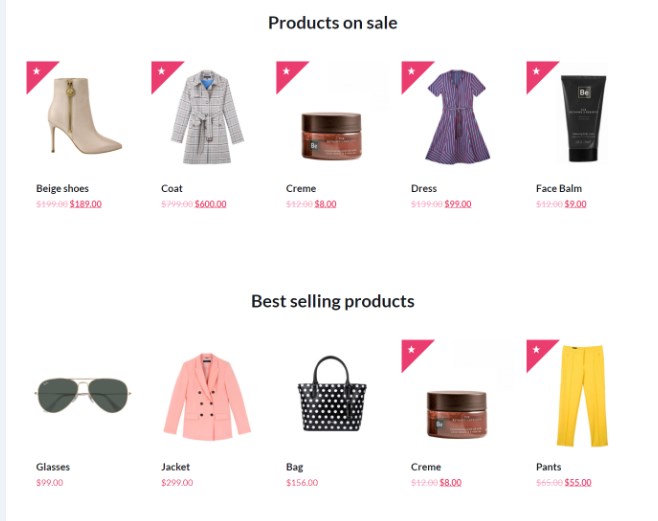 Products on sale
Beige shoes
$199.00 $189.00
Coat
$799.00 $600.00
Creme
$12.00 $8.00
Dress
$139.00 $99.00
Face Balm
$12.00 $9.00
Best selling products
Glasses
$99.00
Jacket
$299.00
Bag
$156.00
Creme
$12.00 $8.00
Pants
$65.00 $55.00